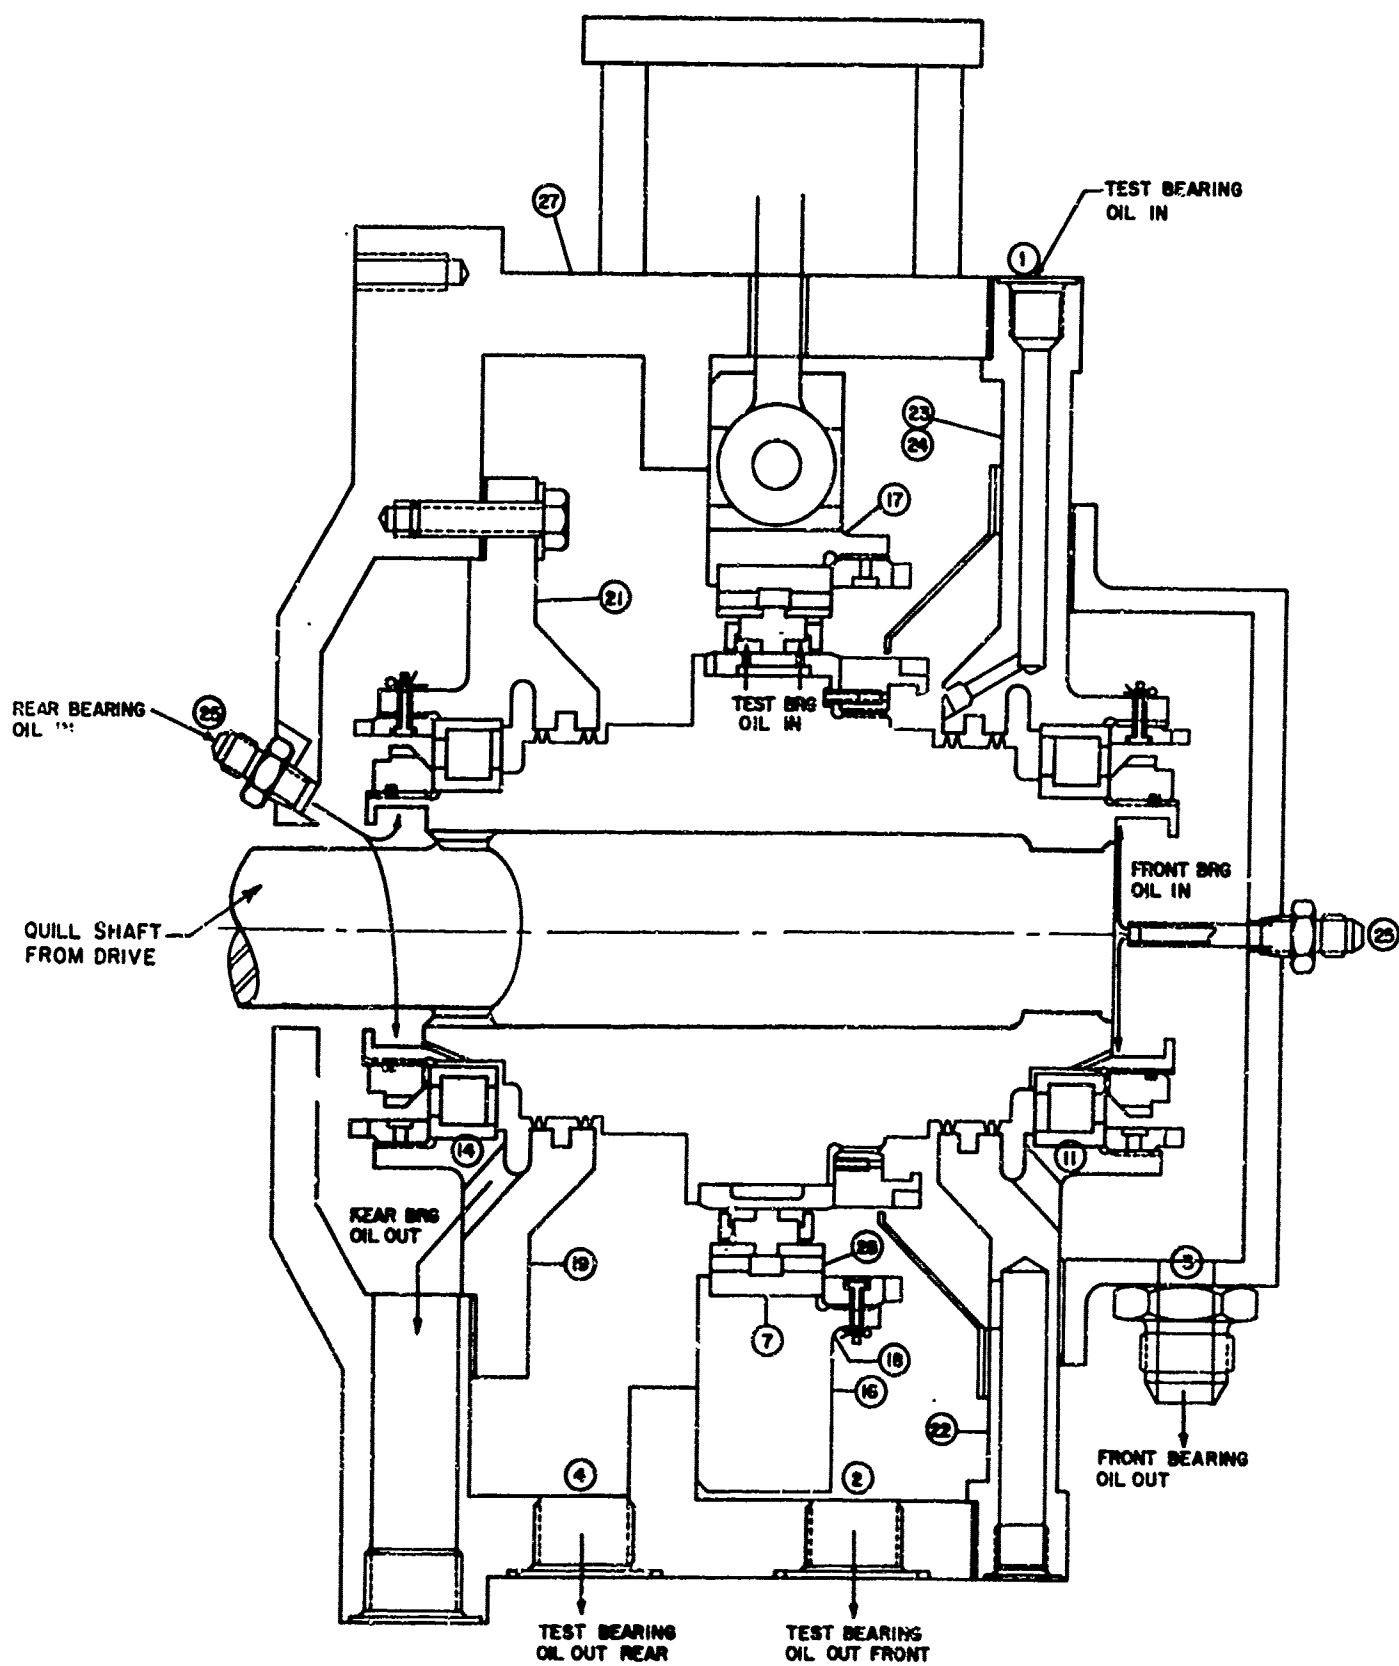 27
TEST BEARING
OIL IN
1
23
24
17
21
REAR BEARING
OIL
25
TEST BRG
OIL IN
FRONT BRG
OIL IN
QUILL SHAFT
FROM DRIVE
25
14
11
REAR BRG
OIL OUT
19
26
3
7
18
16
22
FRONT BEARING
OIL OUT
4
2
TEST BEARING
OIL OUT REAR
TEST BEARING
OIL OUT FRONT